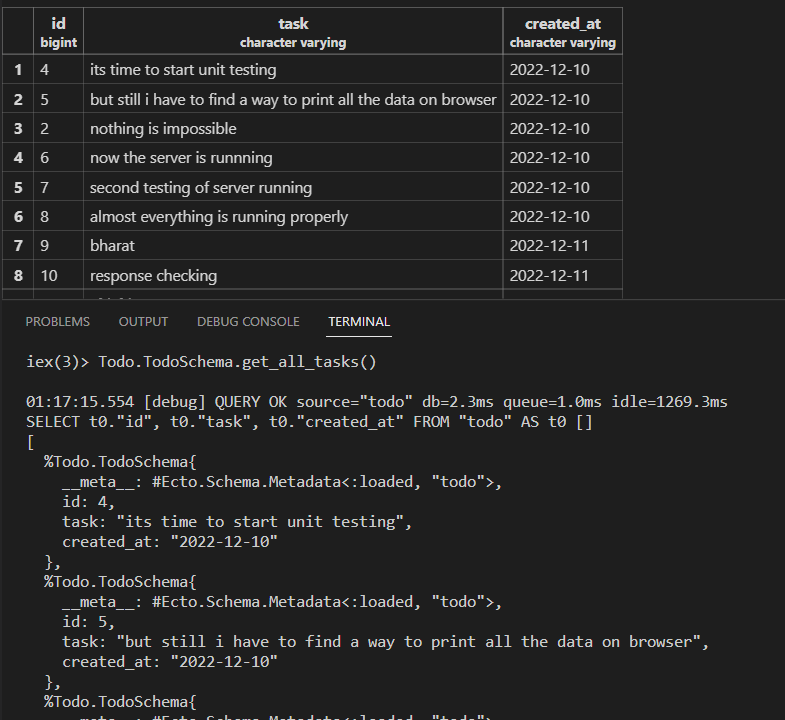 id task created_at
bigint character varying character varying
1 4 its time to start unit testing 2022-12-10
2 5 but still i have to find a way to print all the data on browser 2022-12-10
3 2 nothing is impossible 2022-12-10
4 6 now the server is runnning 2022-12-10
5 7 second testing of server running 2022-12-10
6 8 almost everything is running properly 2022-12-10
7 9 bharat 2022-12-11
8 10 response checking 2022-12-11
PROBLEMS OUTPUT DEBUG CONSOLE TERMINAL
iex(3)> Todo.TodoSchema.get_all_tasks()
01:17:15.554 [debug] QUERY OK source="todo" db=2.3ms queue=1.0ms idle=1269.3ms
SELECT t0."id", t0."task", t0."created_at" FROM "todo" AS t0 []
[
%Todo.TodoSchema{
__meta__: #Ecto.Schema.Metadata<:loaded, "todo">,
id: 4,
task: "its time to start unit testing",
created_at: "2022-12-10"
},
%Todo.TodoSchema{
__meta__: #Ecto.Schema.Metadata<:loaded, "todo">,
id: 5,
task: "but still i have to find a way to print all the data on browser",
created_at: "2022-12-10"
},
%Todo.TodoSchema{
__meta__: #Ecto.Schema.Metadata<:loaded, "todo">,